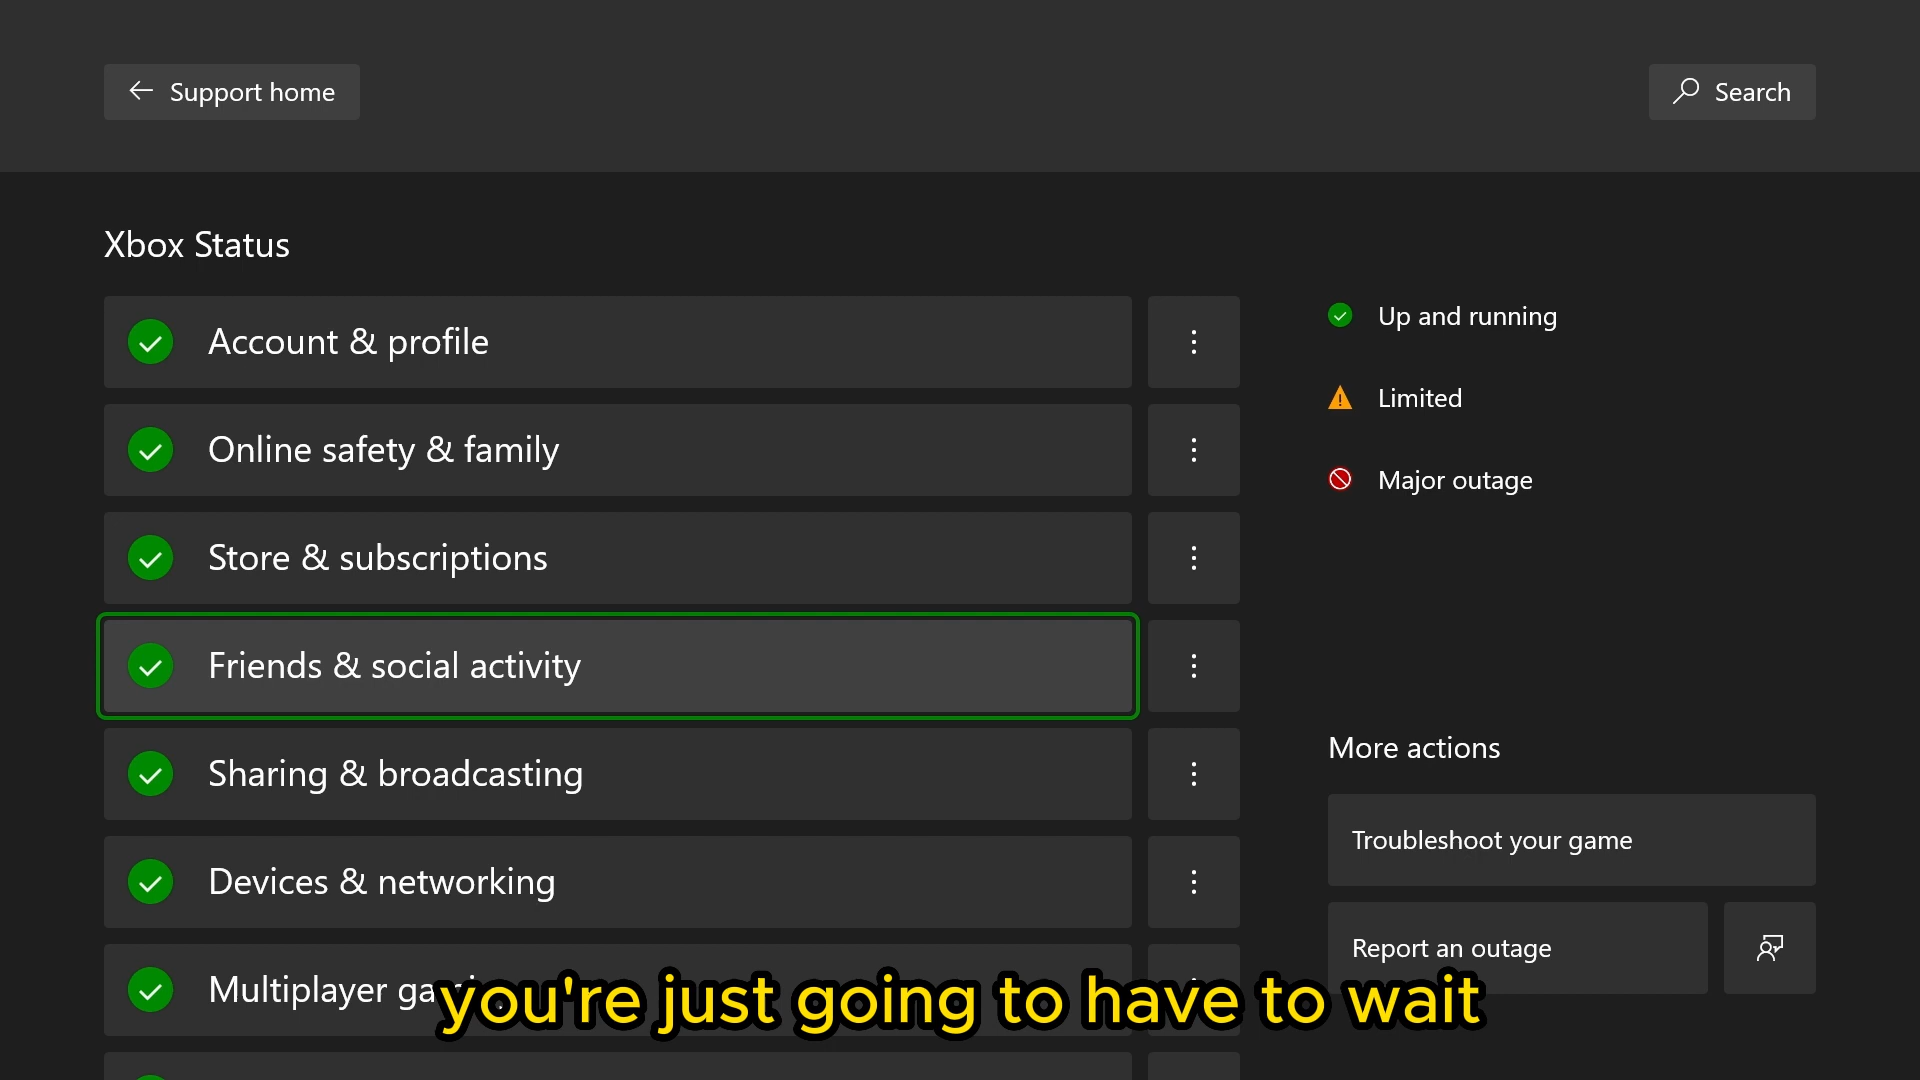 Support home
Search
Xbox Status
Account & profile
Online safety & family
Store & subscriptions
Friends & social activity
Sharing & broadcasting
Devices & networking
Multiplayer
Up and running
Limited
Major outage
More actions
Troubleshoot your game
Report an outage
you're just going to have to wait